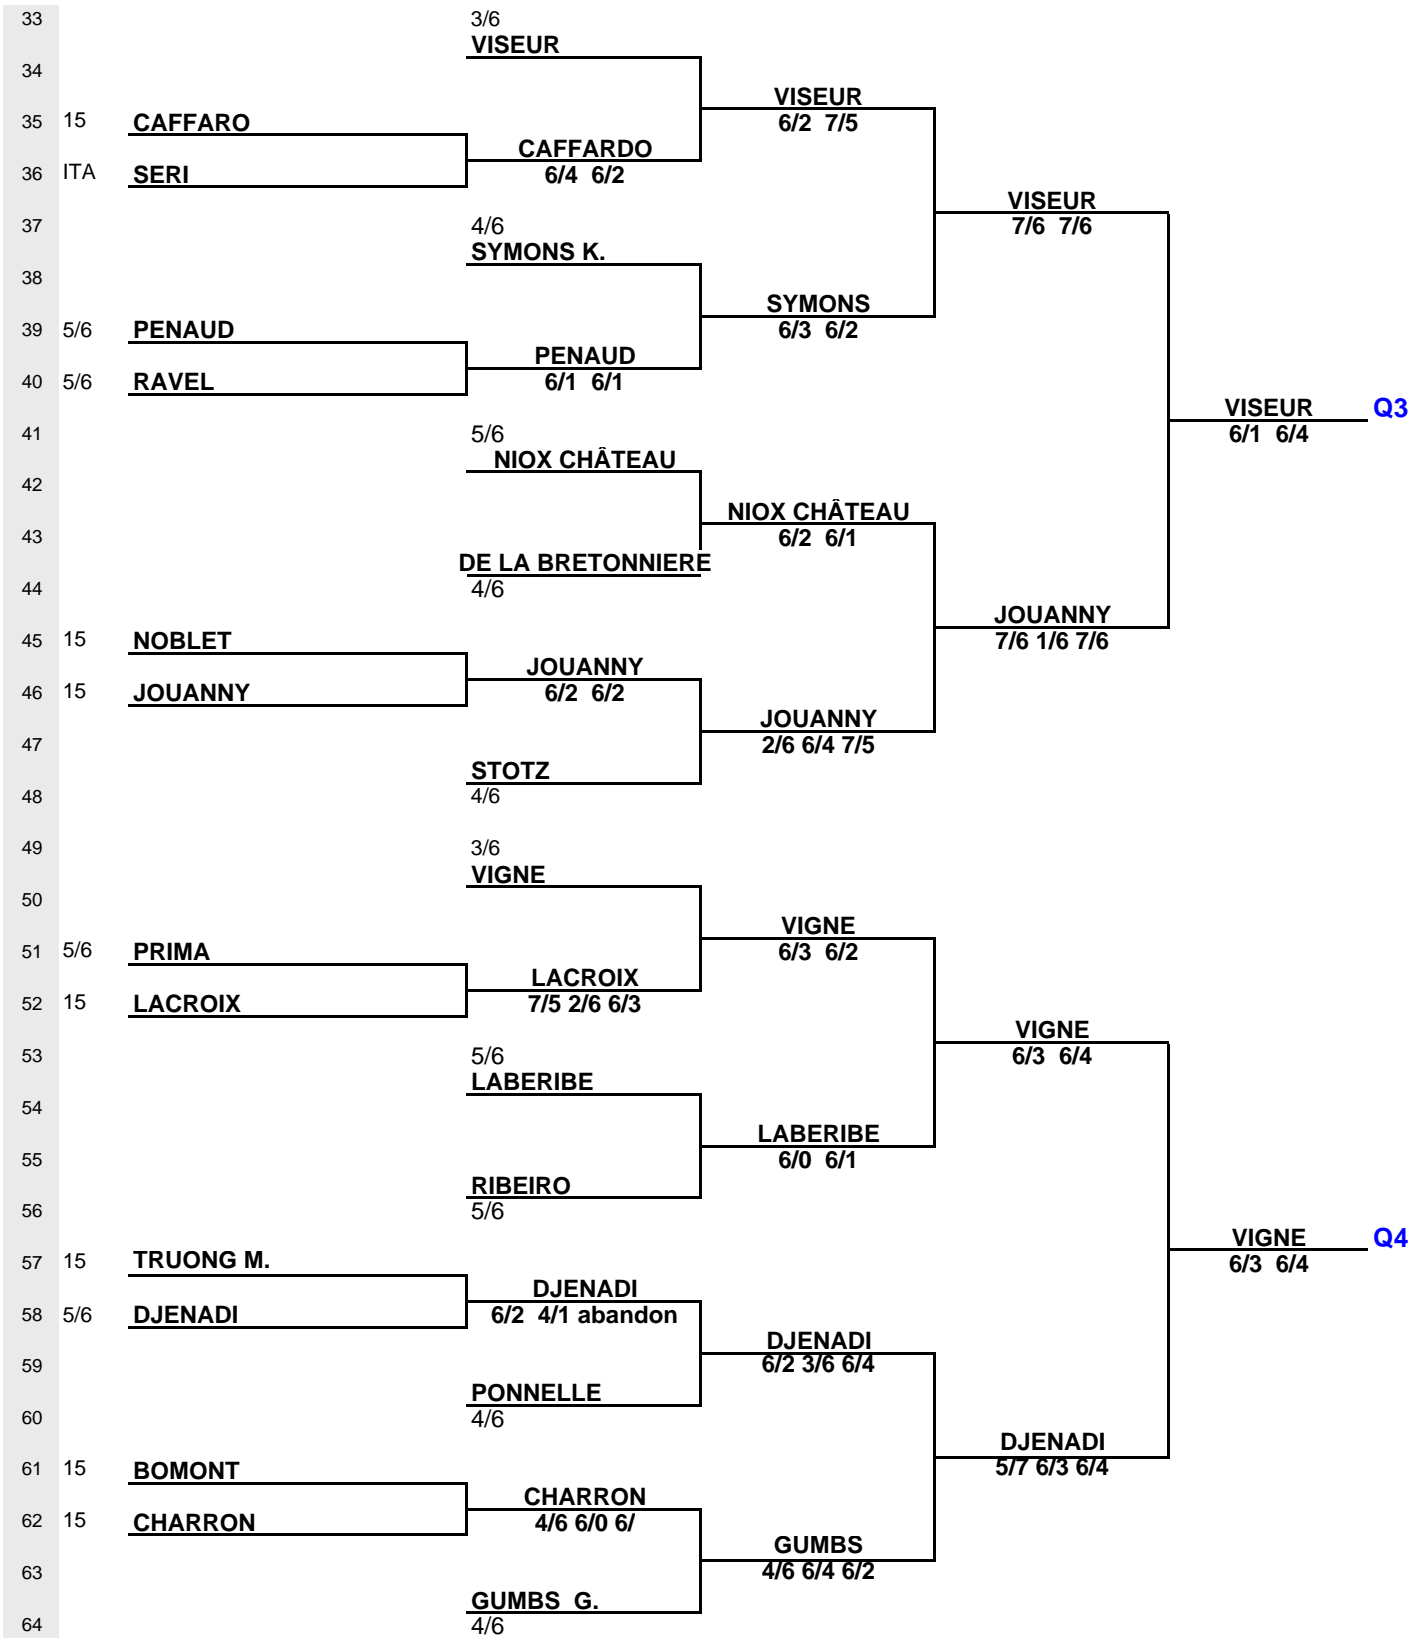 33 3/6
VISEUR
34
VISEUR
35 15 CAFFARO 6/2 7/5
CAFFARDO
36 ITA SERI 6/4 6/2
VISEUR
37 4/6 7/6 7/6
SYMONS K.
38
SYMONS
39 5/6 PENAUD 6/3 6/2
PENAUD
40 5/6 RAVEL 6/1 6/1
VISEUR Q3
41 5/6 6/1 6/4
NIOX CHÂTEAU
42
NIOX CHÂTEAU
43 6/2 6/1
DE LA BRETONNIERE
44 4/6
JOUANNY
45 15 NOBLET 7/6 1/6 7/6
JOUANNY
46 15 JOUANNY 6/2 6/2
JOUANNY
47 2/6 6/4 7/5
STOTZ
48 4/6
49 3/6
VIGNE
50
VIGNE
51 5/6 PRIMA 6/3 6/2
LACROIX
52 15 LACROIX 7/5 2/6 6/3
VIGNE
53 5/6 6/3 6/4
LABERIBE
54
LABERIBE
55 6/0 6/1
RIBEIRO
56 5/6
VIGNE Q4
57 15 TRUONG M. 6/3 6/4
DJENADI
58 5/6 DJENADI 6/2 4/1 abandon
DJENADI
59 6/2 3/6 6/4
PONNELLE
60 4/6
DJENADI
61 15 BOMONT 5/7 6/3 6/4
CHARRON
62 15 CHARRON 4/6 6/0 6/
GUMBS
63 4/6 6/4 6/2
GUMBS G.
64 4/6